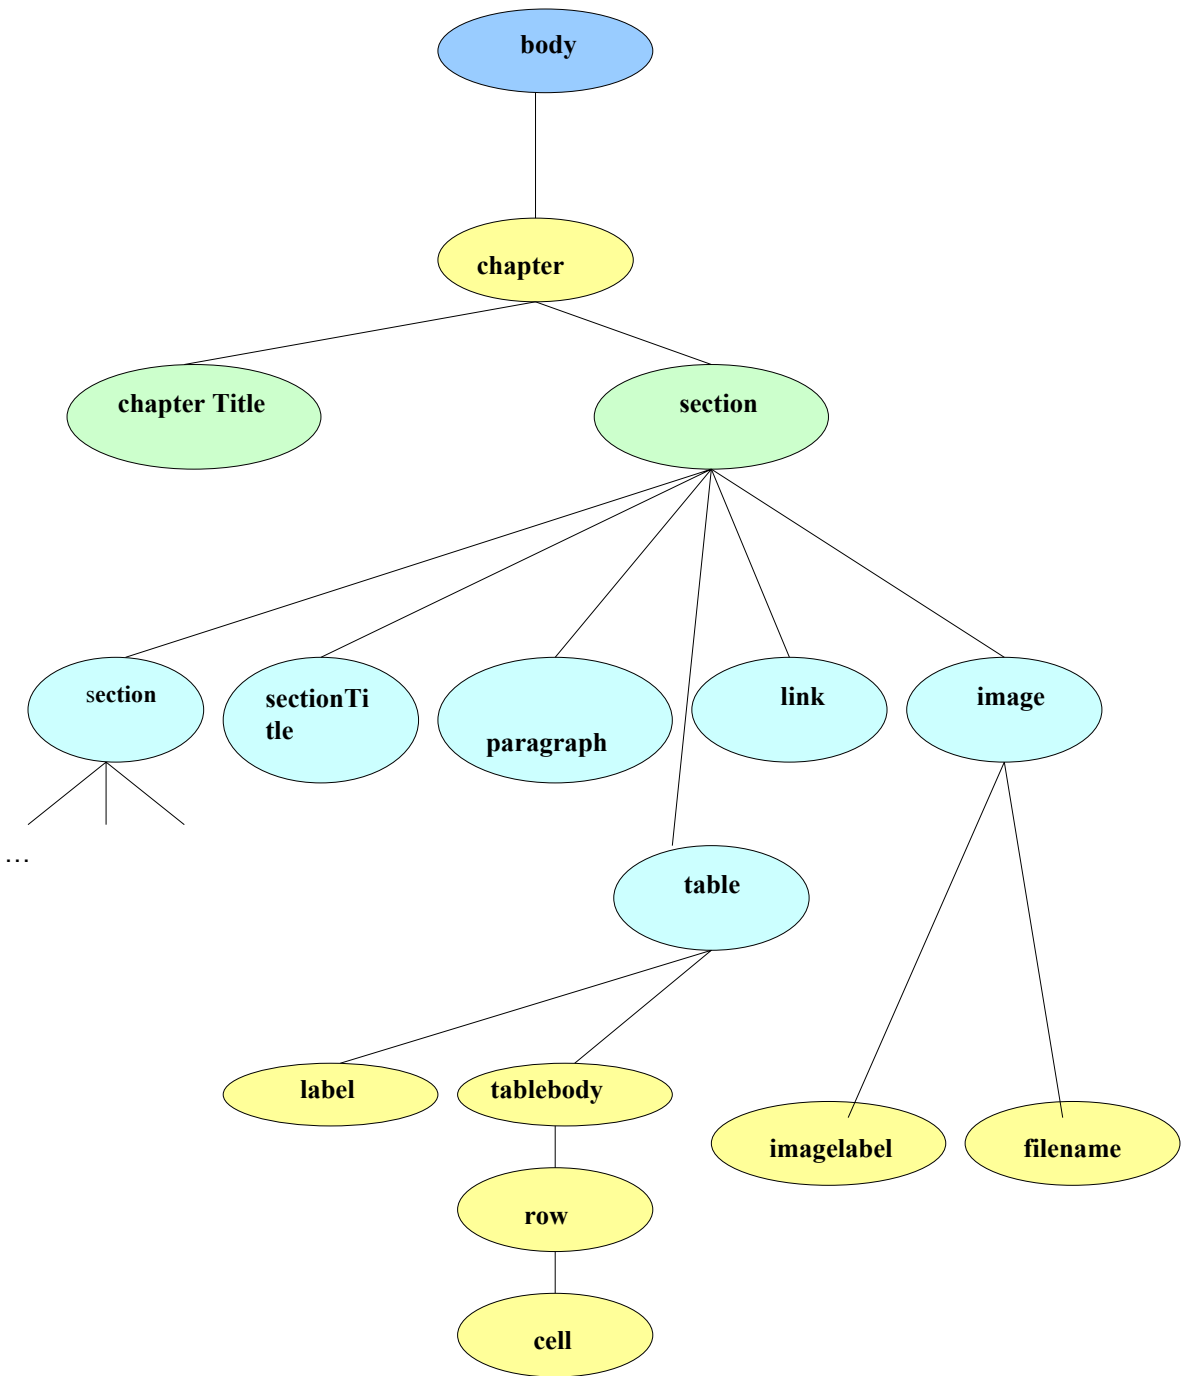 body
chapter
chapter Title
section
section
sectionTi
tle
paragraph
link
image
...
table
label
tablebody
imagelabel
filename
row
cell